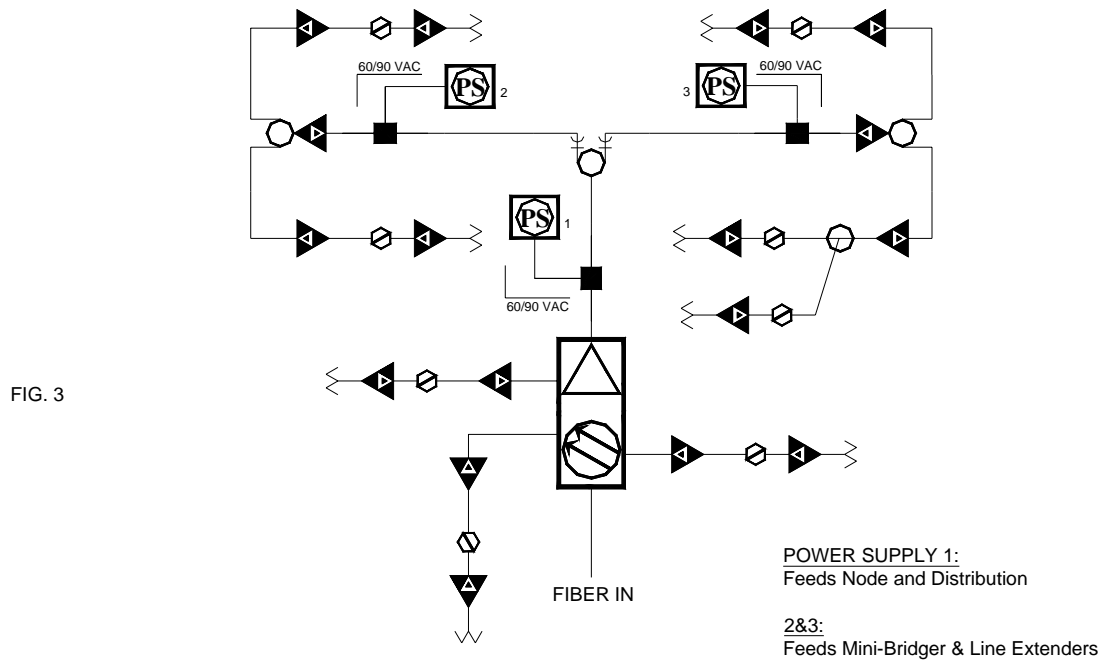 60/90 VAC
PS
2
60/90 VAC
3
PS
PS
1
60/90 VAC
FIG. 3
FIBER IN
POWER SUPPLY 1:
Feeds Node and Distribution
2&3:
Feeds Mini-Bridger & Line Extenders